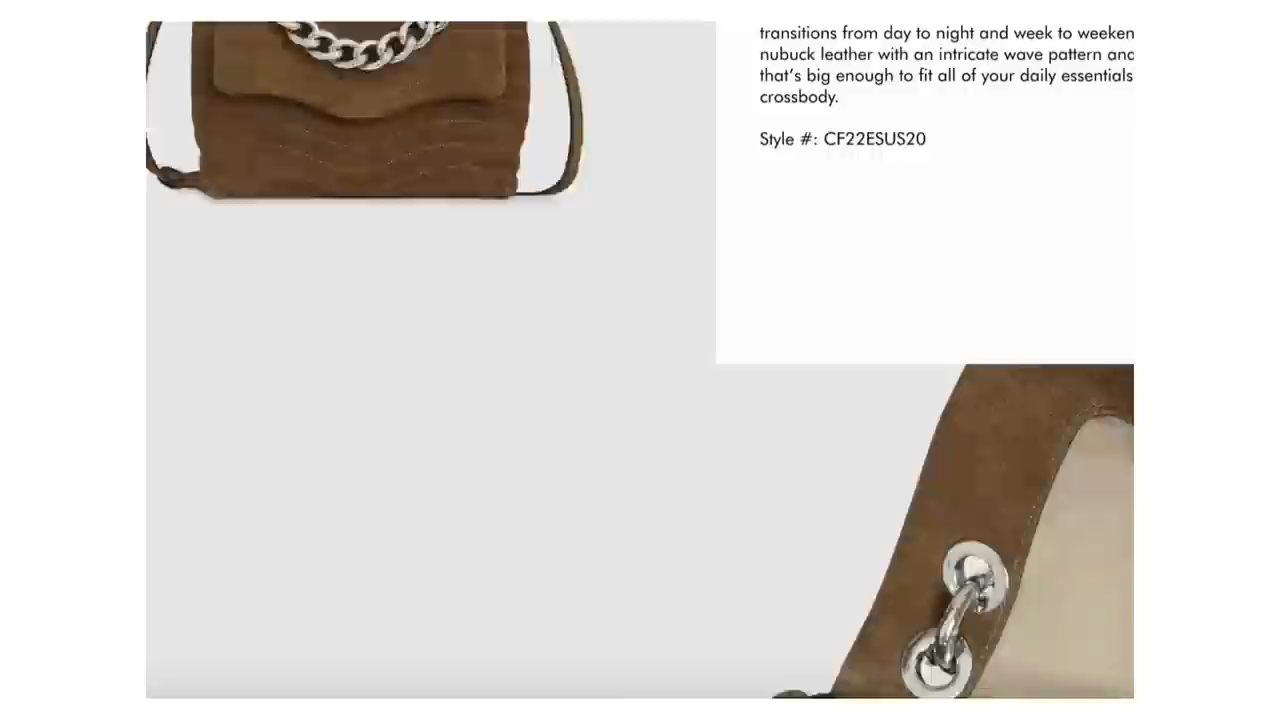 transitions from day to night and week to weeken
nubuck leather with an intricate wave pattern and
that's big enough to fit all of your daily essentials
crossbody.
Style #: CF22ESUS20